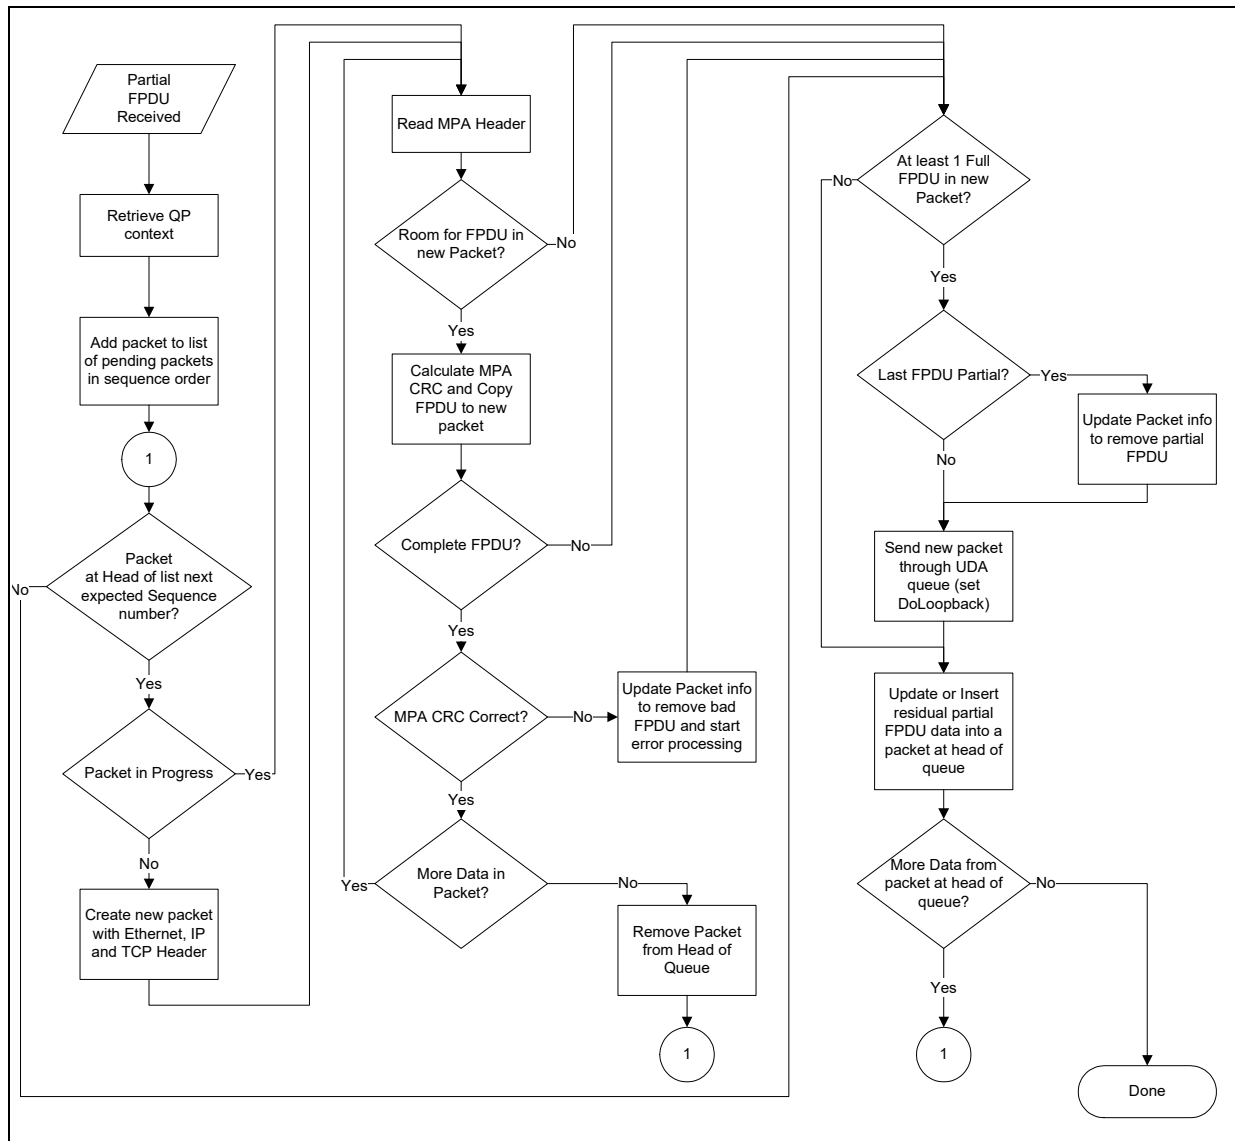 Partial
FPDU
Received
Retrieve QP
context
Add packet to list
of pending packets
in sequence order
1
Packet
at Head of list next
expected Sequence
number?
No
Yes
Packet in Progress
Yes
No
Create new packet
with Ethernet, IP
and TCP Header
Read MPA Header
Room for FPDU in
new Packet?
No
Yes
Calculate MPA
CRC and Copy
FPDU to new
packet
Complete FPDU?
No
Yes
MPA CRC Correct?
No
Update Packet info
to remove bad
FPDU and start
error processing
Yes
More Data in
Packet?
Yes
No
Remove Packet
from Head of
Queue
1
At least 1 Full
FPDU in new
Packet?
No
Yes
Last FPDU Partial?
Yes
Update Packet info
to remove partial
FPDU
No
Send new packet
through UDA
queue (set
DoLoopback)
Update or Insert
residual partial
FPDU data into a
packet at head of
queue
More Data from
packet at head of
queue?
No
Yes
1
Done